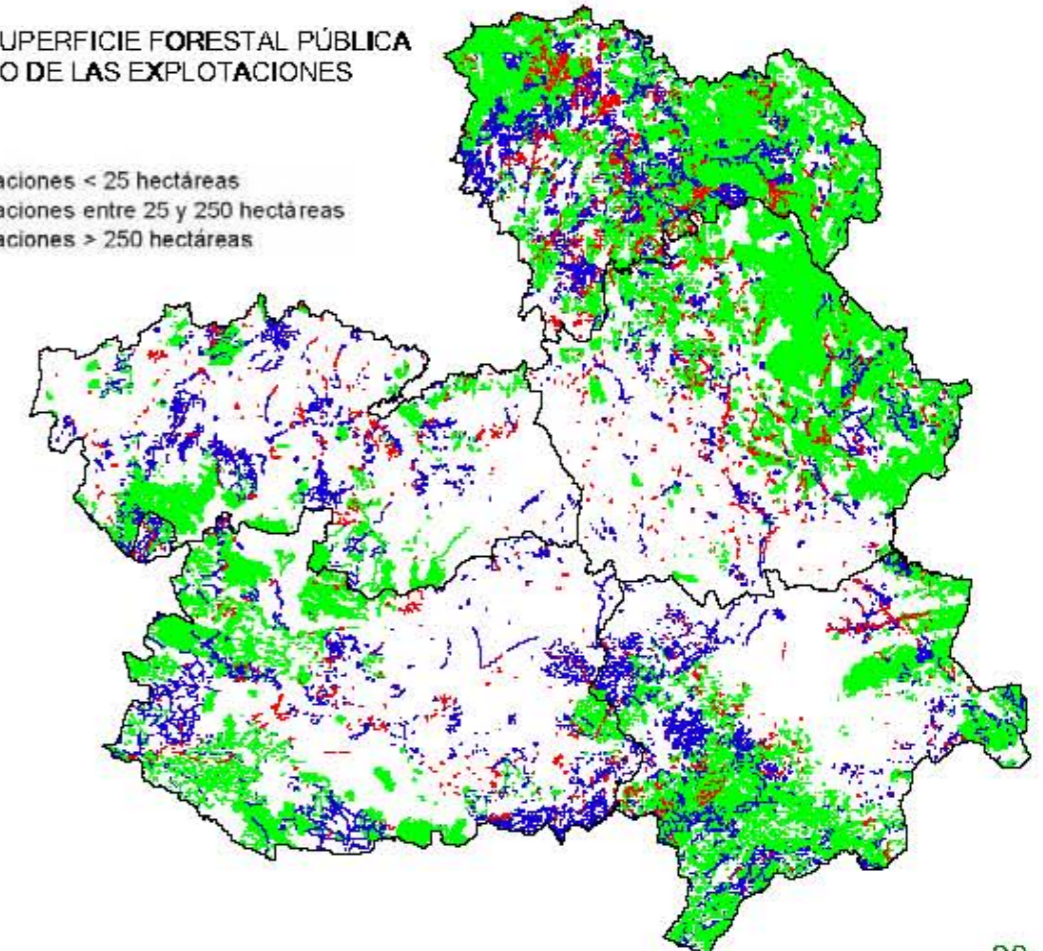 UPERFICIE FORESTAL PÚBLICA
O DE LAS EXPLOTACIONES
aciones < 25 hectáreas
aciones entre 25 y 250 hectáreas
aciones > 250 hectáreas